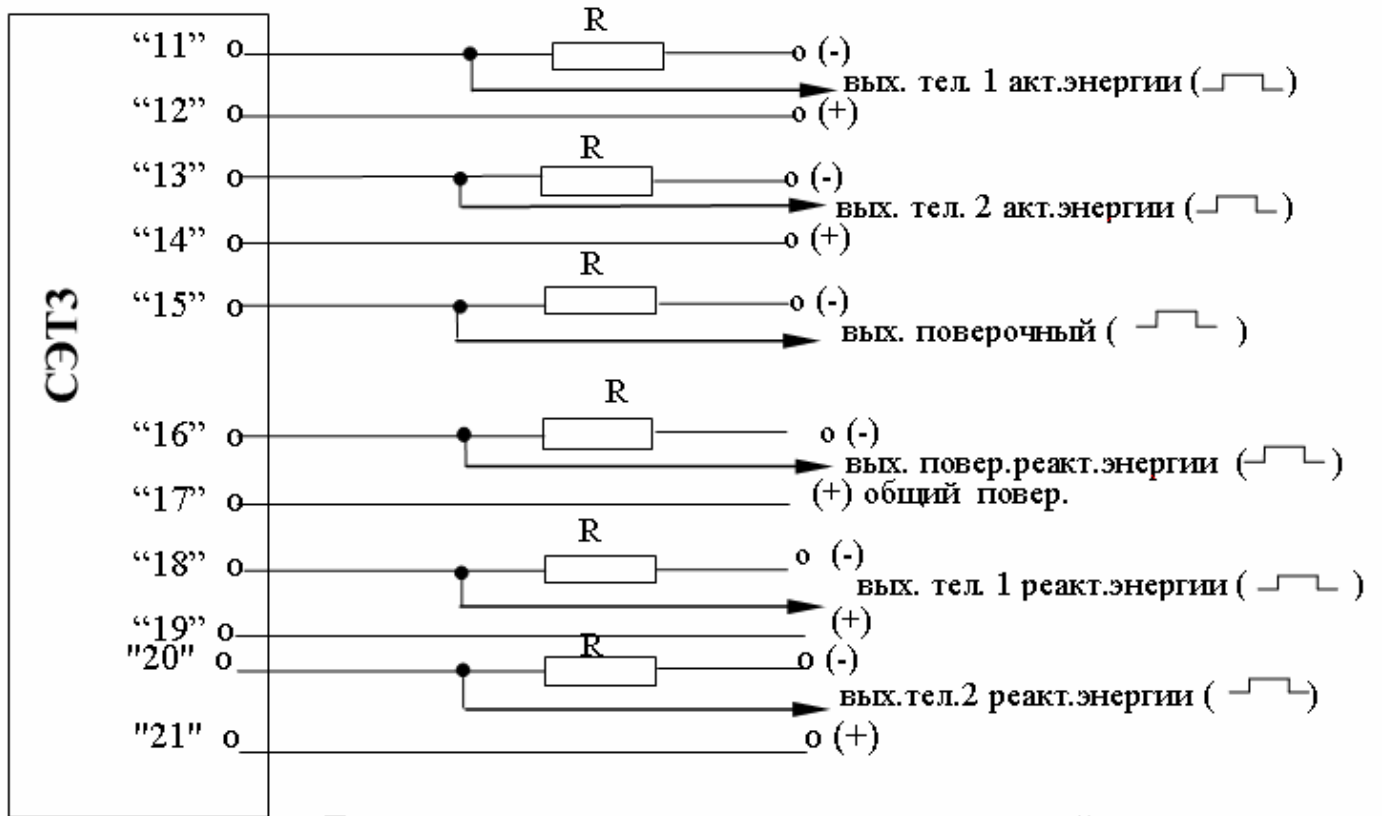 R
“11” o o (-)
вых. тел. 1 акт.энергии ( )
“12” o o (+)
R
“13” o o (-)
вых. тел. 2 акт.энергии ( )
“14” o o (+)
R
“15” o o (-)
вых. поверочный ( )
СЭТ3
R
“16” o o (-)
вых. повер.реакт.энергии ( )
“17” o (+) общий повер.
R
“18” o o (-)
вых. тел. 1 реакт.энергии ( )
“19” o (+)
R
"20" o o (-)
вых.тел.2 реакт.энергии ( )
"21" o o (+)